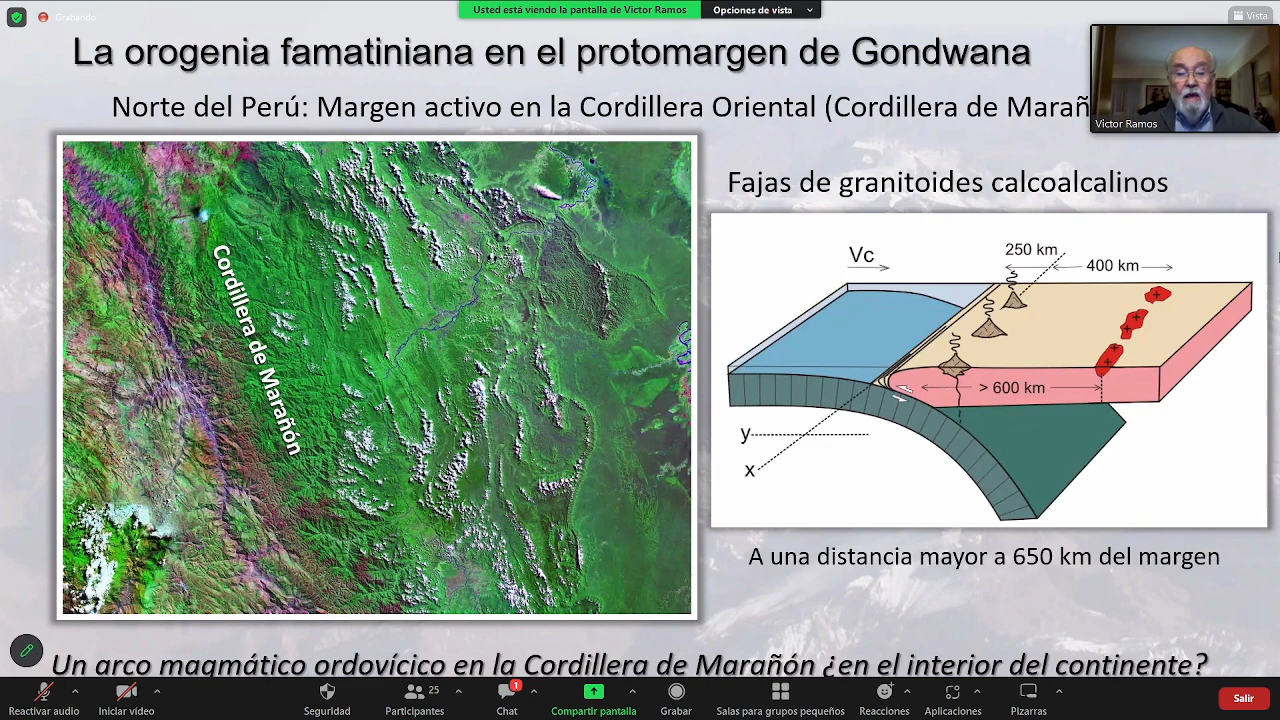 Grabando
Usted está viendo la pantalla de Victor Ramos
Opciones de vista
Vista
La orogenia famatiniana en el protomargen de Gondwana
Norte del Perú: Margen activo en la Cordillera Oriental (Cordillera de Marañ
Victor Ramos
Cordillera de Marañón
Fajas de granitoides calcoalcalinos
Vc
250 km
400 km
> 600 km
y
x
A una distancia mayor a 650 km del margen
Un arco magmático ordovícico en la Cordillera de Marañón ¿en el interior del continente?
Reactivar audio
Iniciar video
Seguridad
25
Participantes
1
Chat
Compartir pantalla
Grabar
Salas para grupos pequeños
Reacciones
Aplicaciones
Pizarras
Salir